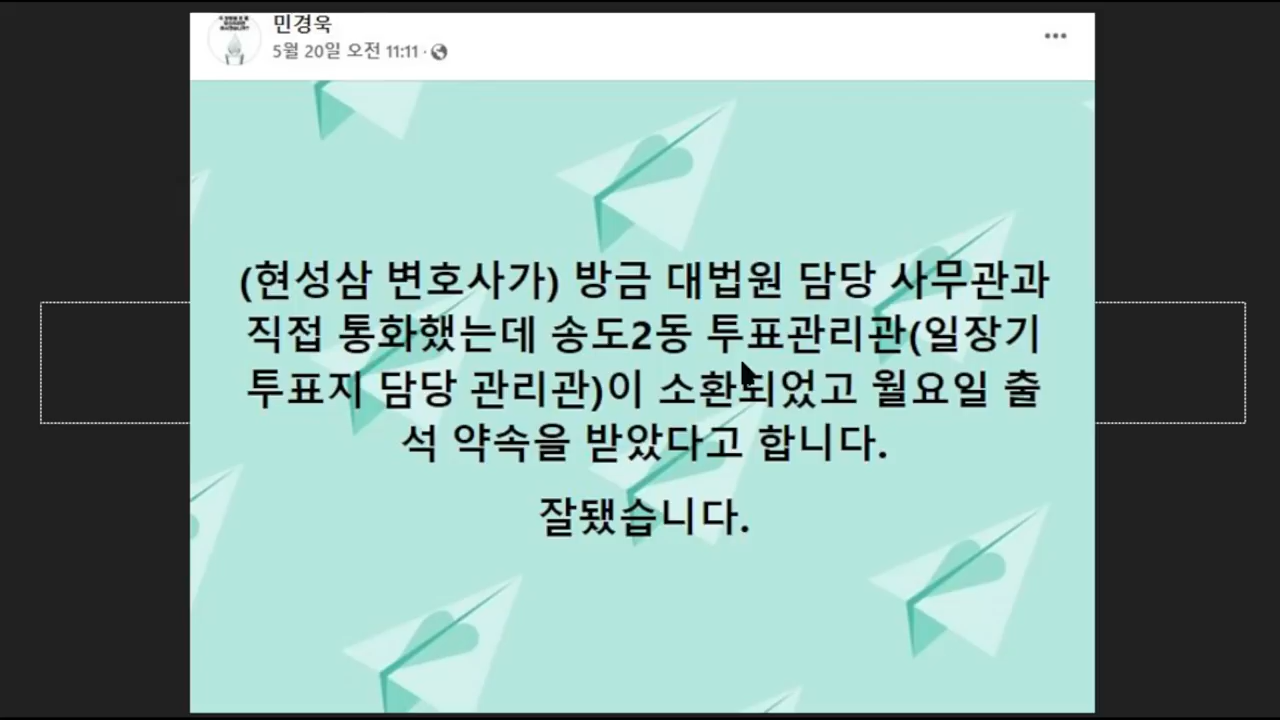 민경욱
5월 20일 오전 11:11 ·
(현성삼 변호사가) 방금 대법원 담당 사무관과
직접 통화했는데 송도2동 투표관리관(일장기
투표지 담당 관리관)이 소환되었고 월요일 출
석 약속을 받았다고 합니다.
잘됐습니다.